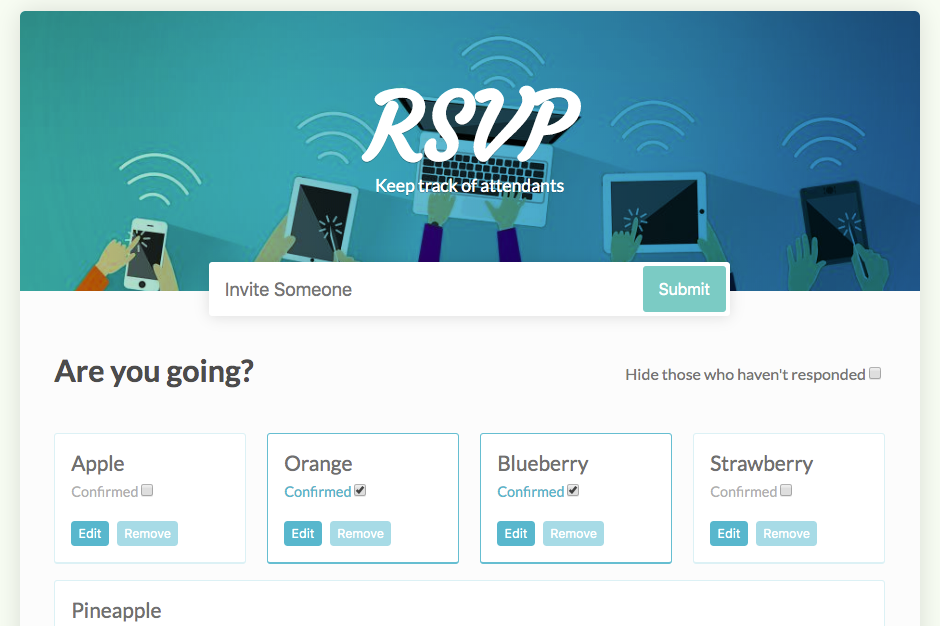 RSVP
Keep track of attendants
Invite Someone
Submit
Are you going?
Hide those who haven't responded
Apple
Confirmed
Edit Remove
Orange
Confirmed
Edit Remove
Blueberry
Confirmed
Edit Remove
Strawberry
Confirmed
Edit Remove
Pineapple